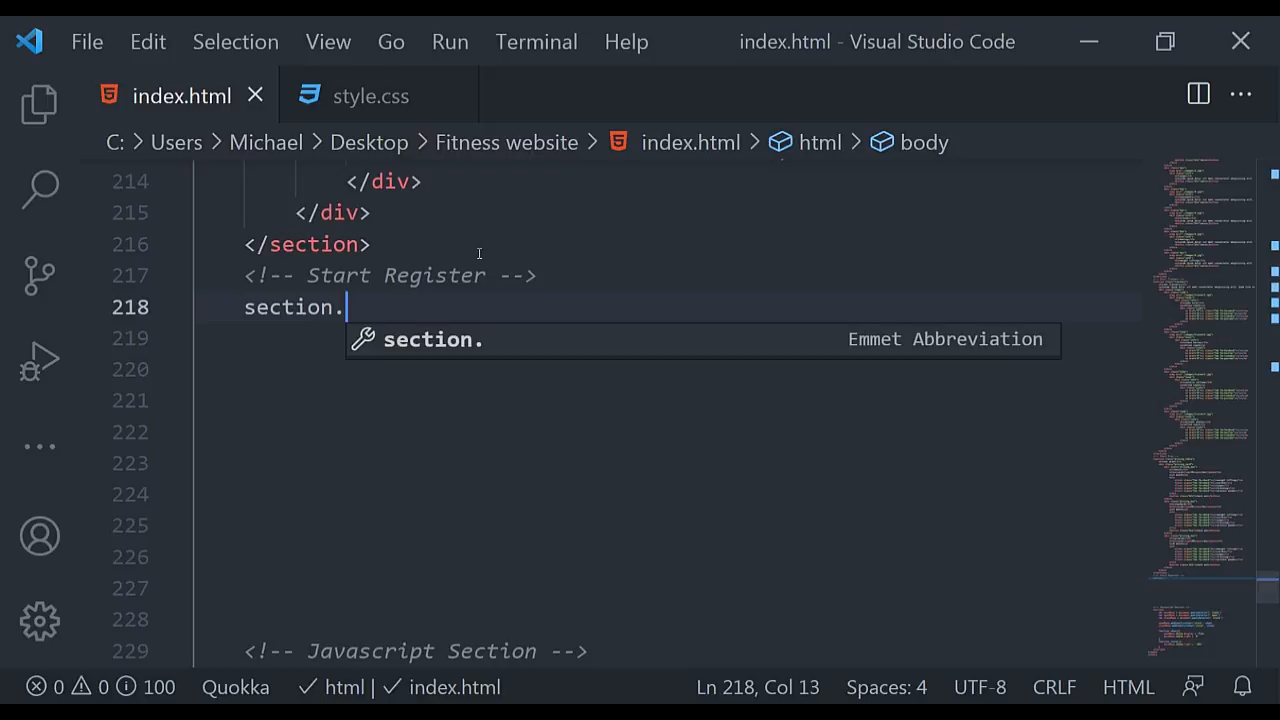 File Edit Selection View Go Run Terminal Help index.html - Visual Studio Code
index.html style.css
C: > Users > Michael > Desktop > Fitness website > index.html > html > body
214 </div>
215 </div>
216 </section>
217 <!-- Start Register -->
218 section.
219 section. Emmet Abbreviation
220
221
222
223
224
225
226
227
228
229 <!-- Javascript Section -->
0 0 100 Quokka html | index.html Ln 218, Col 13 Spaces: 4 UTF-8 CRLF HTML